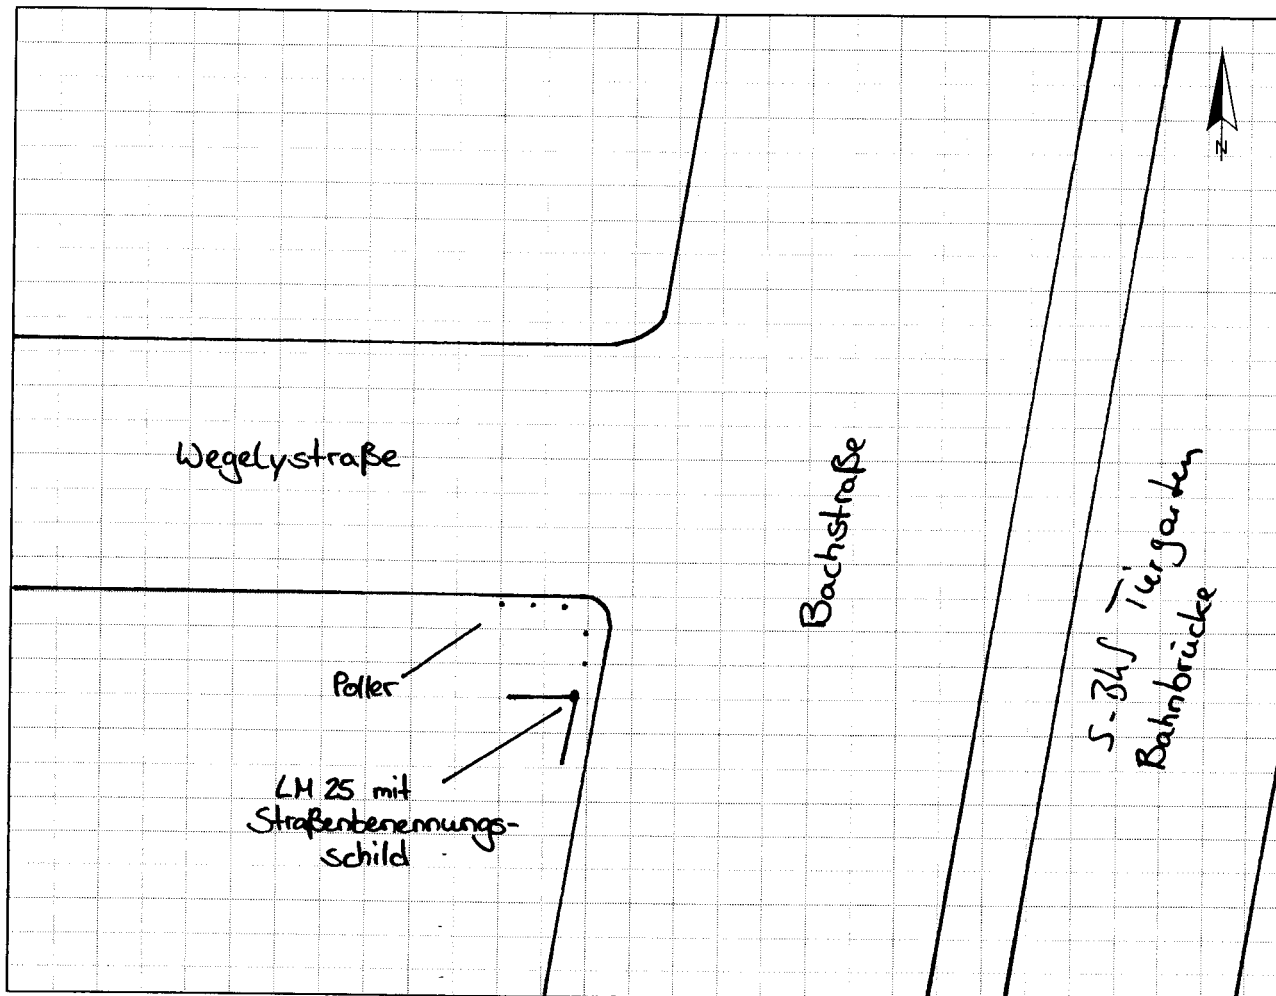 N
Wegelystraße
Bachstraße
S-Bhf Tiergarten
Bahnbrücke
Poller
LM 25 mit
Straßenbenennungs-
schild